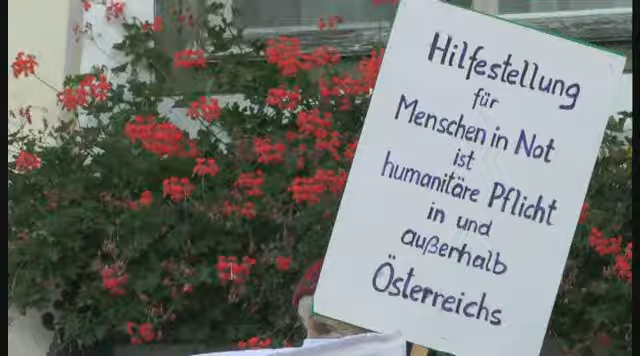 Hilfestellung
für
Menschen in Not
ist
humanitäre Pflicht
in und
außerhalb
Österreichs